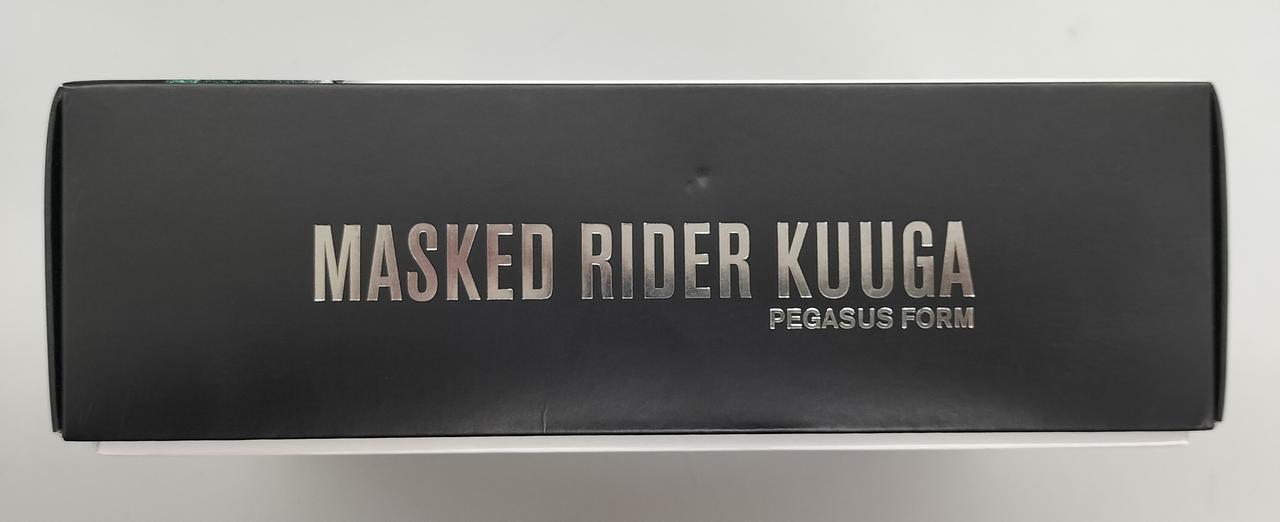 MASKED RIDER KUUGA
PEGASUS FORM